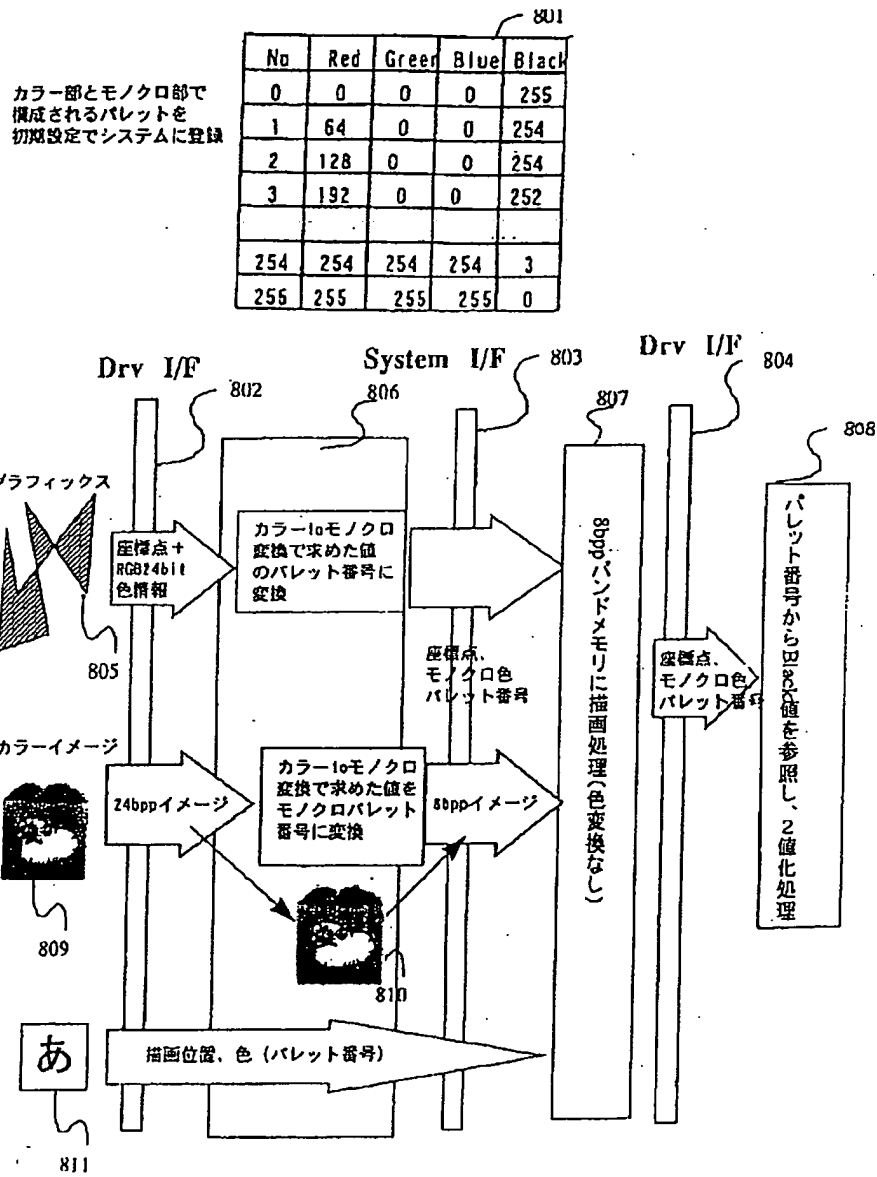 801
No Red Green Blue Black
0 0 0 0 255
1 64 0 0 254
2 128 0 0 254
3 192 0 0 252
254 254 254 254 3
255 255 255 255 0
カラー部とモノクロ部で
構成されるパレットを
初期設定でシステムに登録
Drv I/F
802
806
System I/F
803
807
Drv I/F
804
808
グラフィックス
805
座標点+
RGB24bit
色情報
カラーtoモノクロ
変換で求めた値
のパレット番号に
変換
座標点、
モノクロ色
パレット番号
8bppバンドメモリに描画処理(色変換なし)
座標点、
モノクロ色
パレット番号
パレット番号からBlack値を参照し、2値化処理
カラーイメージ
809
24bppイメージ
カラーtoモノクロ
変換で求めた値を
モノクロパレット
番号に変換
8bppイメージ
810
あ
811
描画位置、色(パレット番号)